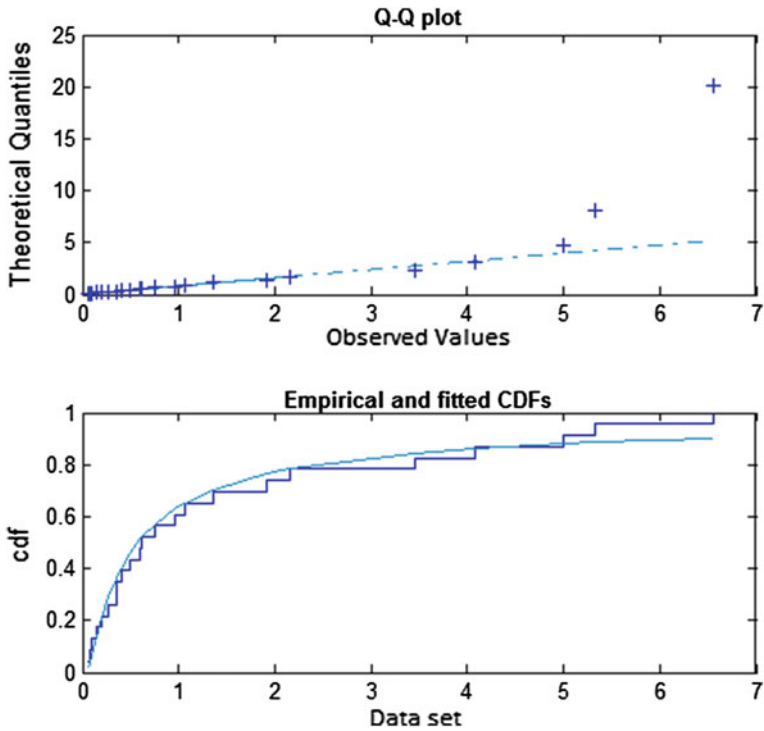 Q-Q plot
Theoretical Quantiles
25
20
15
10
5
0
0 1 2 3 4 5 6 7
Observed Values
Empirical and fitted CDFs
cdf
1
0.8
0.6
0.4
0.2
0
0 1 2 3 4 5 6 7
Data set